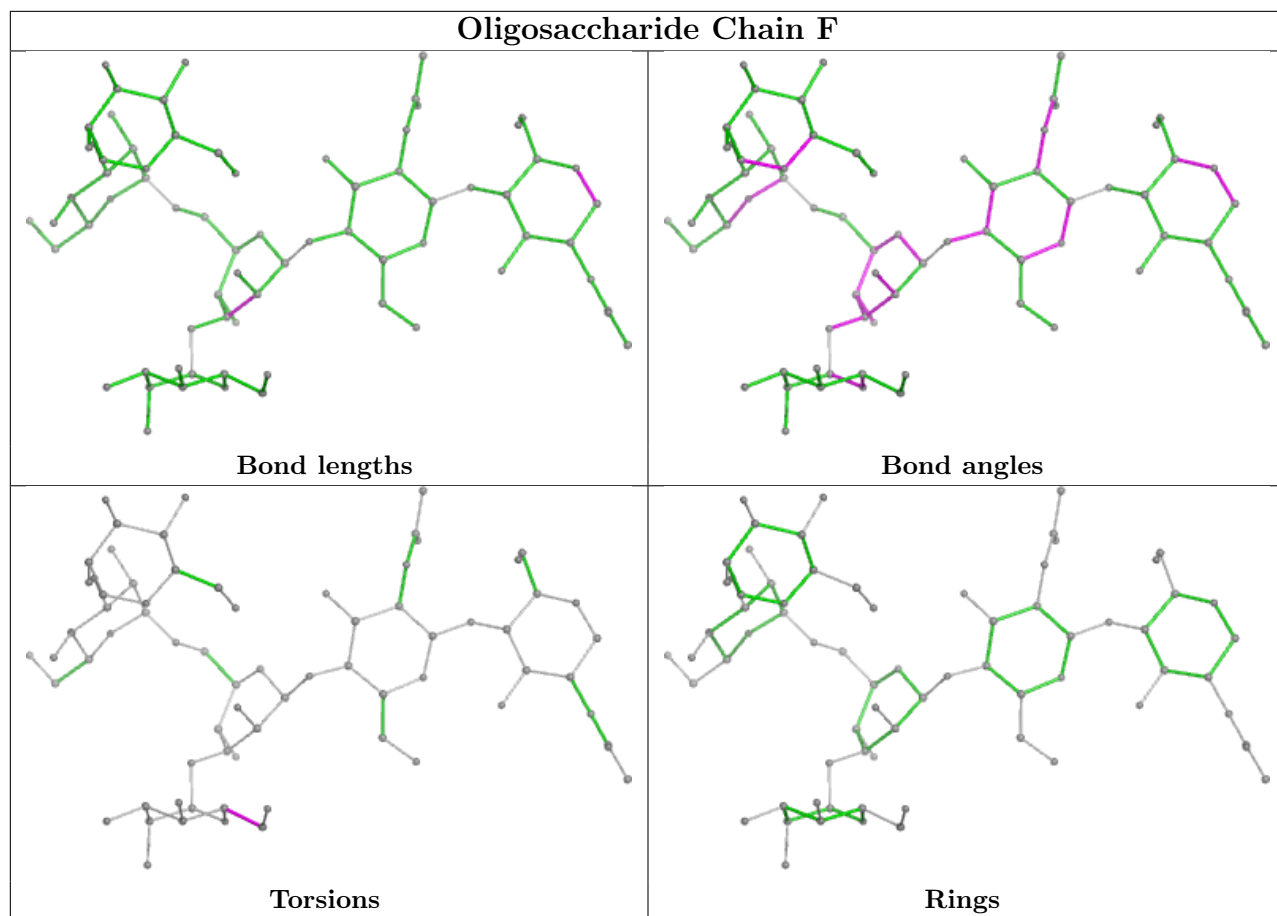 Oligosaccharide Chain F
Bond lengths
Bond angles
Torsions
Rings